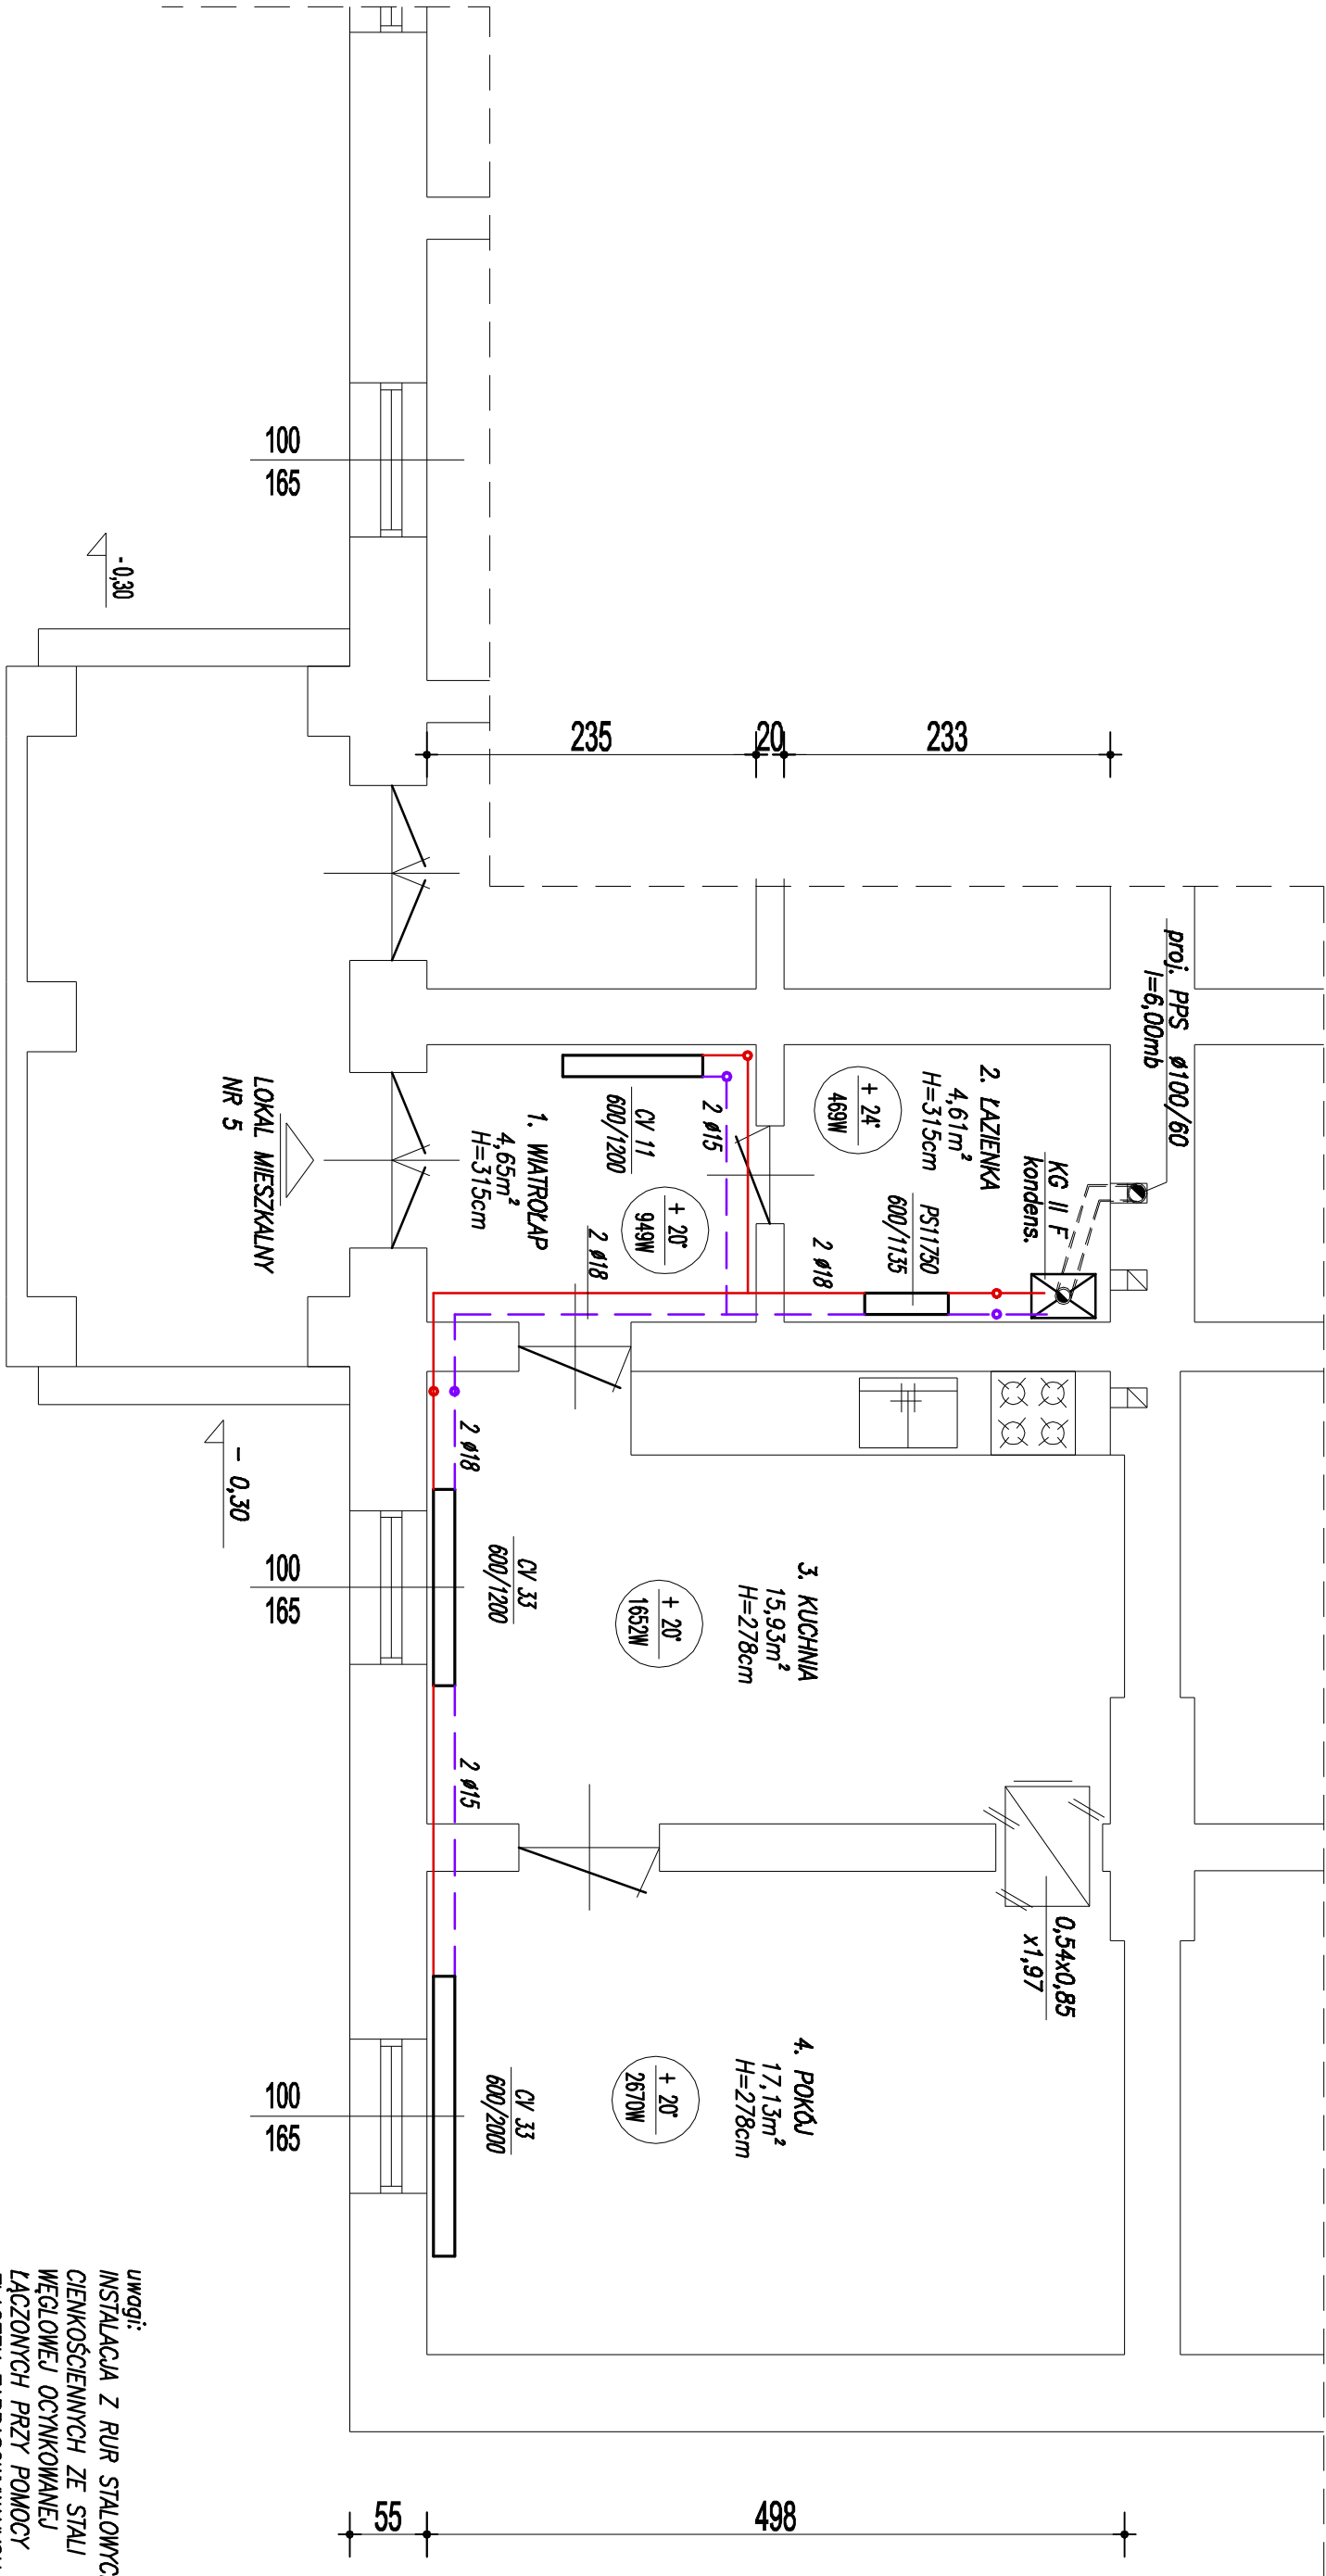 proj. PPS ø100/60
l=6,00mb
KG II F
kondens.
2. ŁAZIENKA
4,61m²
H=315cm
+ 24°
469W
PS11750
600/1135
2 ø18
2 ø15
CV 11
600/1200
+ 20°
949W
1. WIATROŁAP
4,65m²
H=315cm
2 ø18
LOKAL MIESZKALNY
NR 5
- 0,30
- 0,30
100
165
235
20
233
2 ø18
CV 33
600/1200
3. KUCHNIA
15,93m²
H=278cm
+ 20°
1652W
100
165
2 ø15
0,54x0,85
x1,97
4. POKÓJ
17,13m²
H=278cm
+ 20°
2670W
CV 33
600/2000
100
165
55
498
uwagi:
INSTALACJA Z RUR STALOWYC
CIENKOŚCIENNYCH ZE STALI
WĘGLOWEJ OCYNKOWANEJ
ŁĄCZONYCH PRZY POMOCY